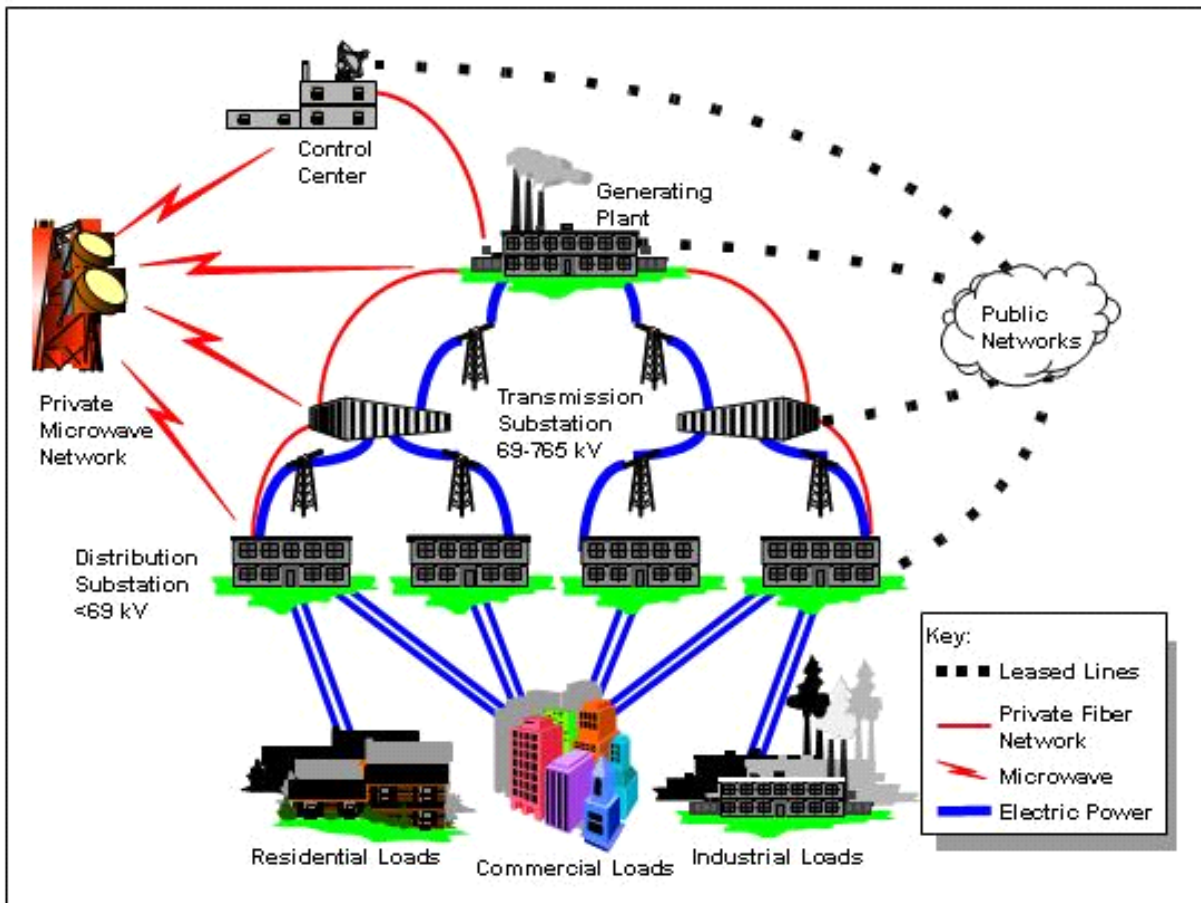 Control
Center
Generating
Plant
Public
Networks
Private
Microwave
Network
Transmission
Substation
69-765 kV
Distribution
Substation
<69 kV
Key:
Leased Lines
Private Fiber
Network
Microwave
Electric Power
Residential Loads
Commercial Loads
Industrial Loads